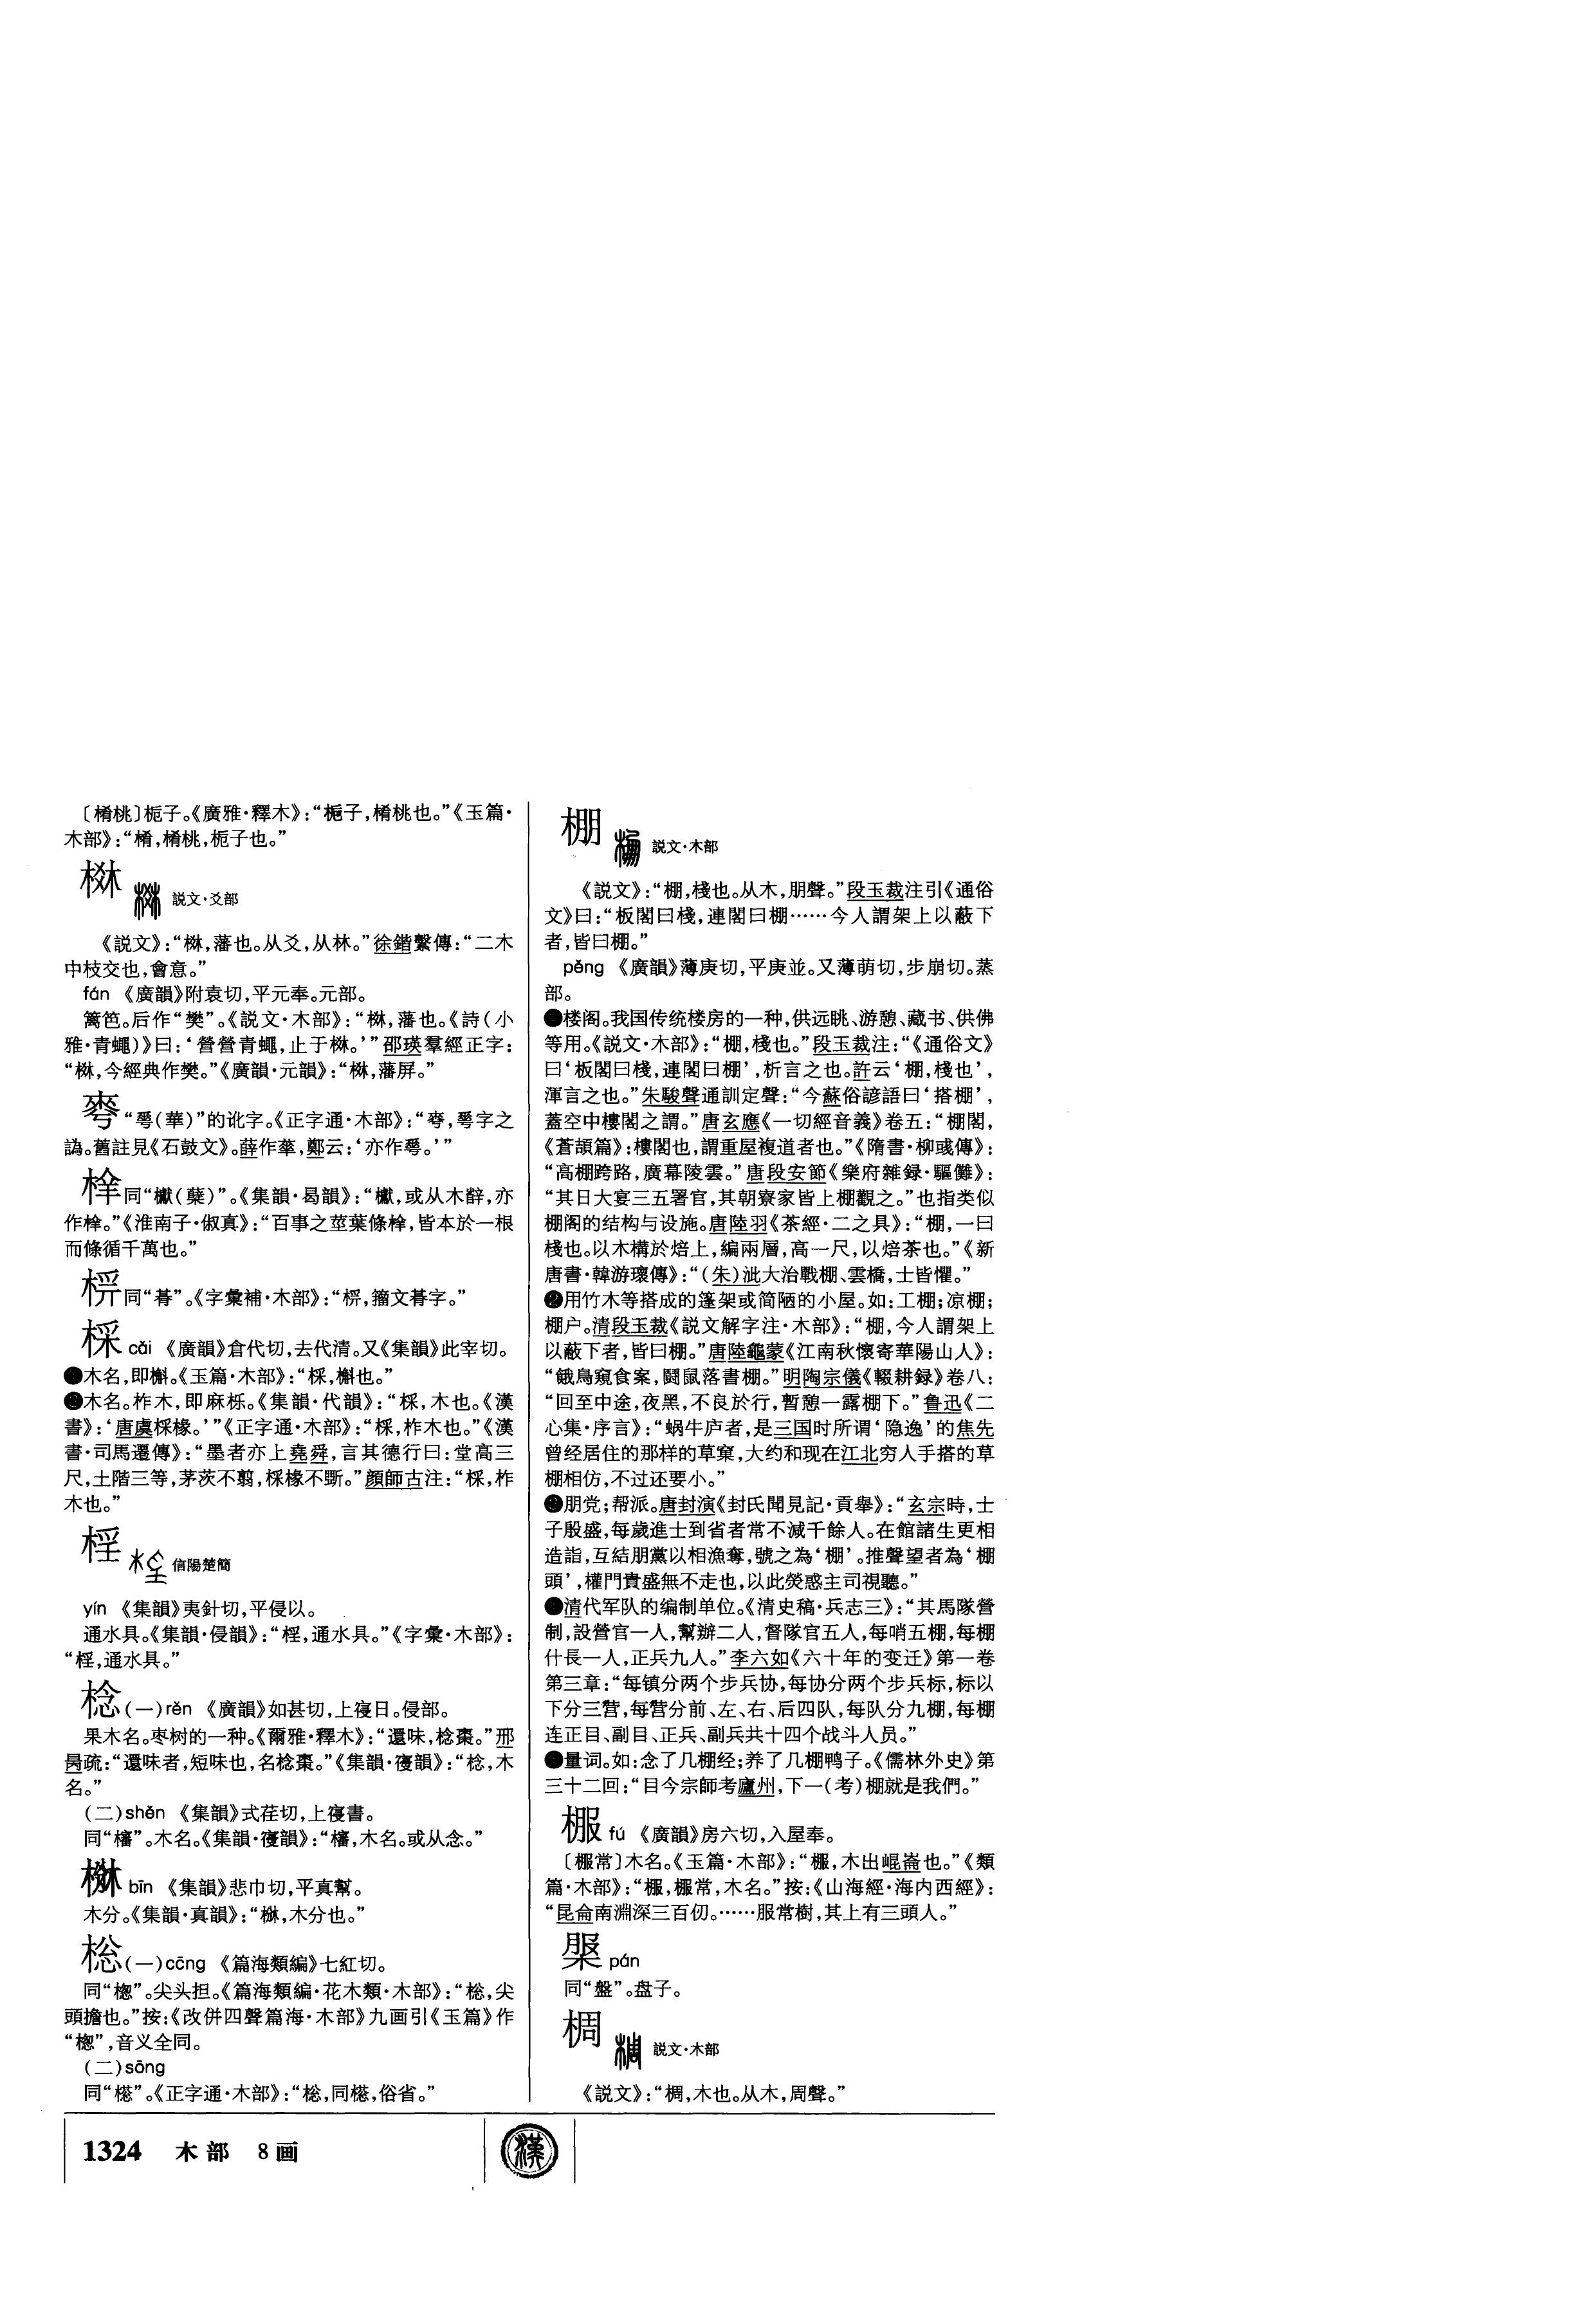 〔楈桃〕栀子。《廣雅·釋木》：“梔子，楈桃也。”《玉篇·
木部》：“楈，楈桃，栀子也。”
棥 説文·爻部
《説文》：“棥，藩也。从爻，从林。”徐鍇繫傳：“二木
中枝交也，會意。”
fán 《廣韻》附袁切，平元奉。元部。
篱笆。后作“樊”。《説文·木部》：“棥，藩也。《詩（小
雅·青蠅）》曰：‘營營青蠅，止于棥。’”邵瑛羣經正字：
“棥，今經典作樊。”《廣韻·元韻》：“棥，藩屏。”
“（華）”的讹字。《正字通·木部》：“字之
譌。舊註見《石鼓文》。薛作，鄭云：‘亦作。’”
㭕同“𣡌（蘖）”。《集韻·曷韻》：“或从木辥，亦
作㭕。”《淮南子·俶真》：“百事之莖葉條㭕，皆本於一根
而條循千萬也。”
同“朞”。《字彙補·木部》：“籀文朞字。”
棌 cǎi 《廣韻》倉代切，去代清。又《集韻》此宰切。
❶木名，即槲。《玉篇·木部》：“棌，槲也。”
❷木名。柞木，即麻栎。《集韻·代韻》：“棌，木也。《漢
書》：‘唐虞棌椽。’”《正字通·木部》：“棌，柞木也。”《漢
書·司馬遷傳》：“墨者亦上堯舜，言其德行曰：堂高三
尺，土階三等，茅茨不翦，棌椽不斲。”顔師古注：“棌，柞
木也。”
桯 信陽楚簡
yín 《集韻》夷針切，平侵以。
通水具。《集韻·侵韻》：“通水具。”《字彙·木部》：
“通水具。”
棯(一)rěn 《廣韻》如甚切，上寑日。侵部。
果木名。枣树的一种。《爾雅·釋木》：“還味，棯棗。”邢
昺疏：“還味者，短味也，名棯棗。”《集韻·寑韻》：“棯，木
名。”
(二)shěn 《集韻》式荏切，上寑書。
同“㰂”。木名。《集韻·寑韻》：“木名。或从念。”
bīn 《集韻》悲巾切，平真幫。
木分。《集韻·真韻》：“木分也。”
棇(一)cōng 《篇海類編》七紅切。
同“楤”。尖头担。《篇海類編·花木類·木部》：“棇，尖
頭擔也。”按：《改併四聲篇海·木部》九画引《玉篇》作
“楤”，音义全同。
(二)sōng
同“樬”。《正字通·木部》：“棇，同樬，俗省。”
棚 説文·木部
《説文》：“棚，棧也。从木，朋聲。”段玉裁注引《通俗
文》曰：“板閣曰棧，連閣曰棚……今人謂架上以蔽下
者，皆曰棚。”
pěng 《廣韻》薄庚切，平庚並。又薄萌切，步崩切。蒸
部。
❶楼阁。我国传统楼房的一种，供远眺、游憩、藏书、供佛
等用。《説文·木部》：“棚，棧也。”段玉裁注：“《通俗文》
曰‘板閣曰棧，連閣曰棚’，析言之也。許云‘棚，棧也’，
渾言之也。”朱駿聲通訓定聲：“今蘇俗諺語曰‘搭棚’，
蓋空中樓閣之謂。”唐玄應《一切經音義》卷五：“棚閣，
《蒼頡篇》：樓閣也，謂重屋複道者也。”《隋書·柳彧傳》：
“高棚跨路，廣幕陵雲。”唐段安節《樂府雜録·驅儺》：
“其日大宴三五署官，其朝寮家皆上棚觀之。”也指类似
棚阁的结构与设施。唐陸羽《茶經·二之具》：“棚，一曰
棧也。以木構於焙上，編兩層，高一尺，以焙茶也。”《新
唐書·韓游瓌傳》：“（朱）泚大治戰棚、雲橋，士皆懼。”
❷用竹木等搭成的篷架或简陋的小屋。如：工棚；凉棚；
棚户。清段玉裁《説文解字注·木部》：“棚，今人謂架上
以蔽下者，皆曰棚。”唐陸龜蒙《江南秋懷寄華陽山人》：
“餓鳥窺食案，鬭鼠落書棚。”明陶宗儀《輟耕録》卷八：
“回至中途，夜黑，不良於行，暫憩一露棚下。”鲁迅《二
心集·序言》：“蜗牛庐者，是三国时所谓‘隐逸’的焦先
曾经居住的那样的草窠，大约和现在江北穷人手搭的草
棚相仿，不过还要小。”
❸朋党；帮派。唐封演《封氏聞見記·貢舉》：“玄宗時，士
子殷盛，每歲進士到省者常不減千餘人。在館諸生更相
造詣，互結朋黨以相漁奪，號之為‘棚’。推聲望者為‘棚
頭’，權門貴盛無不走也，以此熒惑主司視聽。”
❹清代军队的编制单位。《清史稿·兵志三》：“其馬隊營
制，設營官一人，幫辦二人，督隊官五人，每哨五棚，每棚
什長一人，正兵九人。”李六如《六十年的变迁》第一卷
第三章：“每镇分两个步兵协，每协分两个步兵标，标以
下分三营，每营分前、左、右、后四队，每队分九棚，每棚
连正目、副目、正兵、副兵共十四个战斗人员。”
❺量词。如：念了几棚经；养了几棚鸭子。《儒林外史》第
三十二回：“目今宗師考廬州，下一（考）棚就是我們。”
棴 fú 《廣韻》房六切，入屋奉。
〔棴常〕木名。《玉篇·木部》：“棴，木出崐崙也。”《類
篇·木部》：“棴，棴常，木名。”按：《山海經·海内西經》：
“昆侖南淵深三百仞。……服常樹，其上有三頭人。”
pán
同“盤”。盘子。
椆 説文·木部
《説文》：“椆，木也。从木，周聲。”
1324 木部 8画
漢